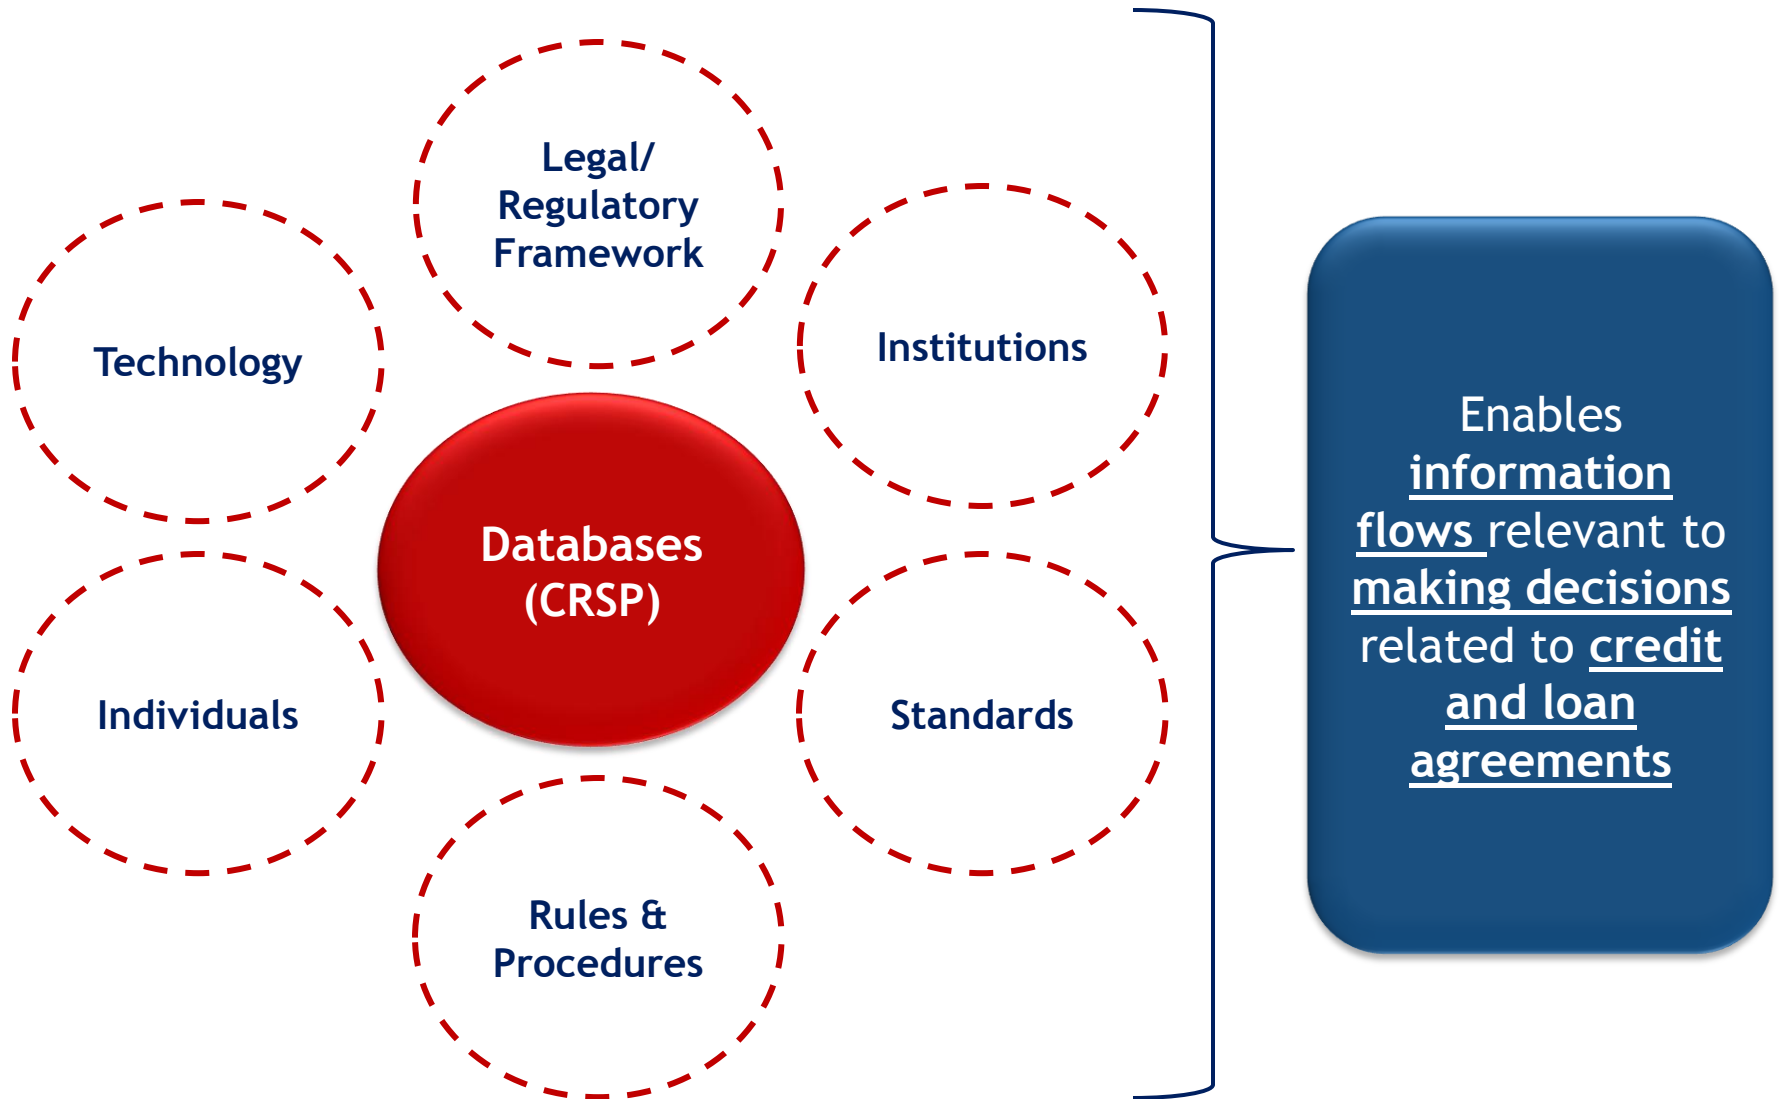 Legal/
Regulatory
Framework
Technology
Institutions
Databases
(CRSP)
Individuals
Standards
Rules &
Procedures
Enables
information
flows relevant to
making decisions
related to credit
and loan
agreements